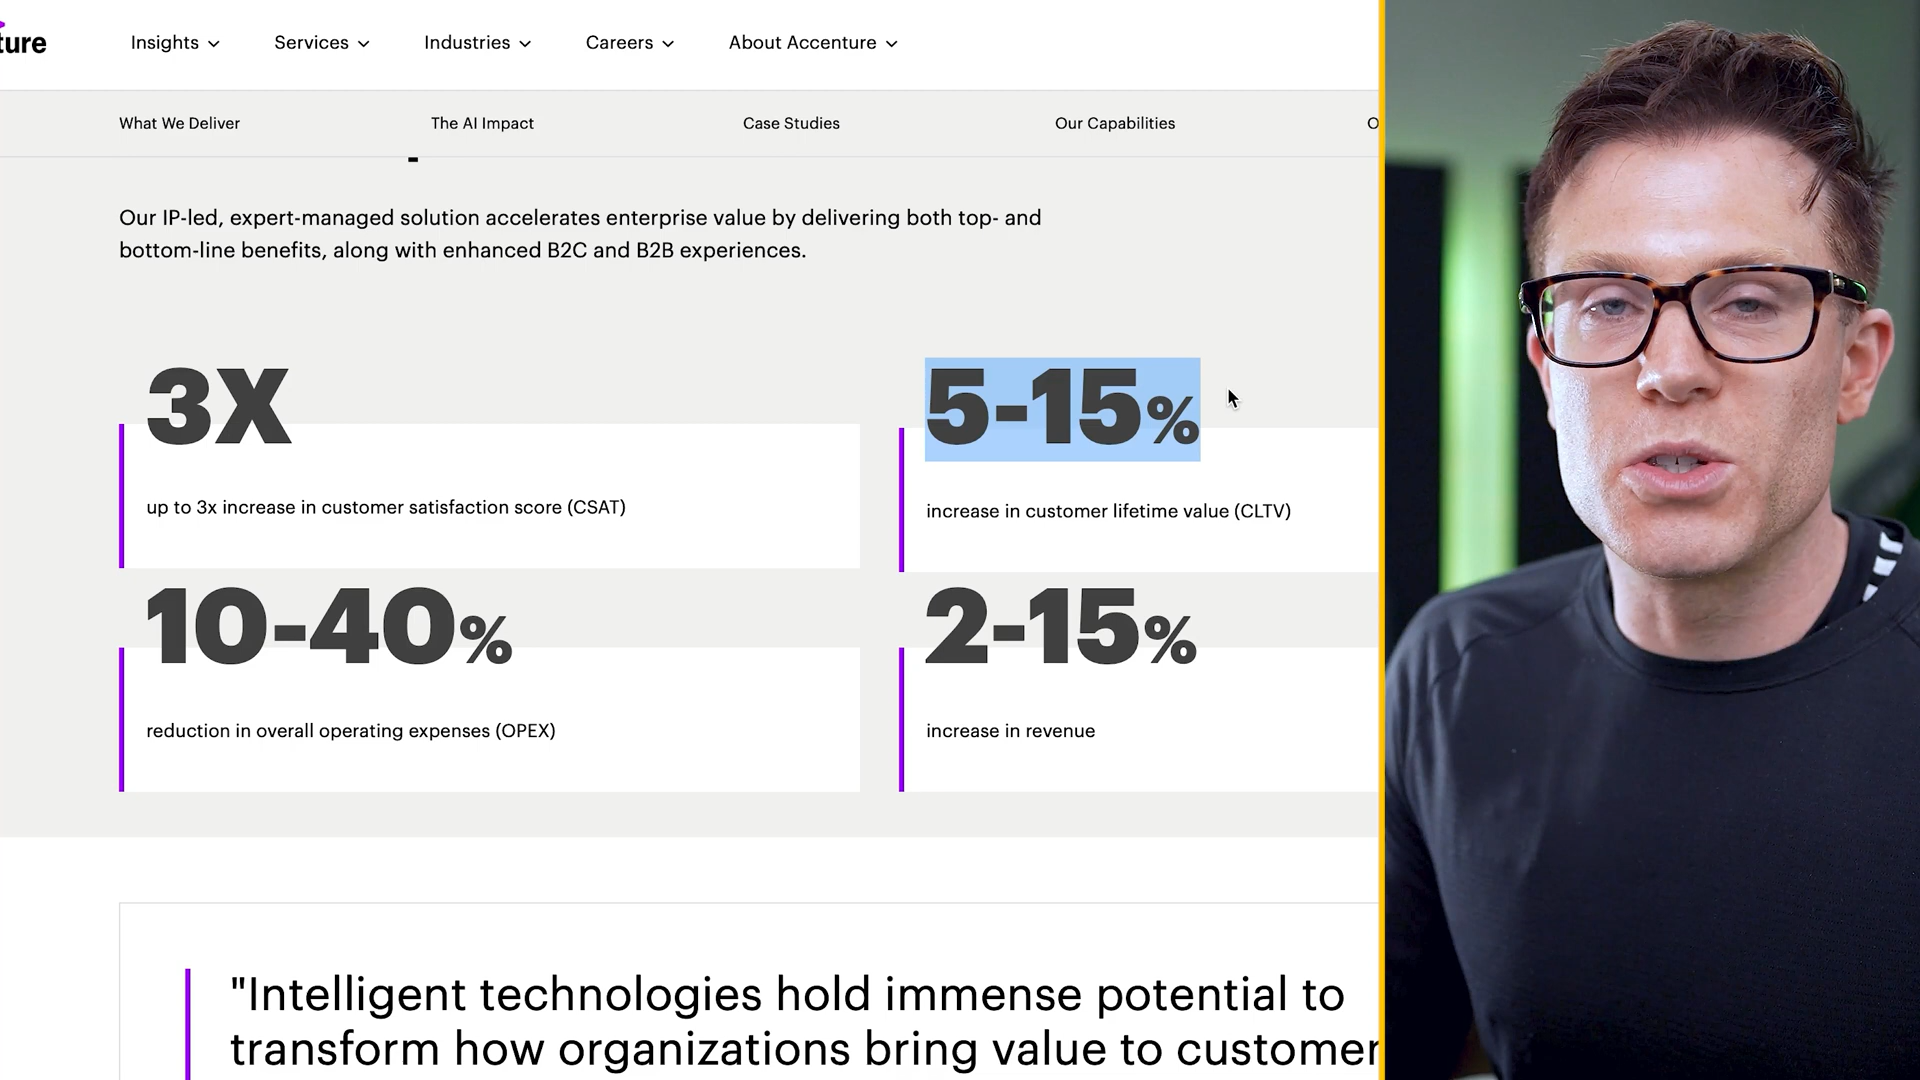 ture
Insights
Services
Industries
Careers
About Accenture
What We Deliver
The AI Impact
Case Studies
Our Capabilities
O
Our IP-led, expert-managed solution accelerates enterprise value by delivering both top- and
bottom-line benefits, along with enhanced B2C and B2B experiences.
3X
up to 3x increase in customer satisfaction score (CSAT)
5-15%
increase in customer lifetime value (CLTV)
10-40%
reduction in overall operating expenses (OPEX)
2-15%
increase in revenue
"Intelligent technologies hold immense potential to
transform how organizations bring value to customer